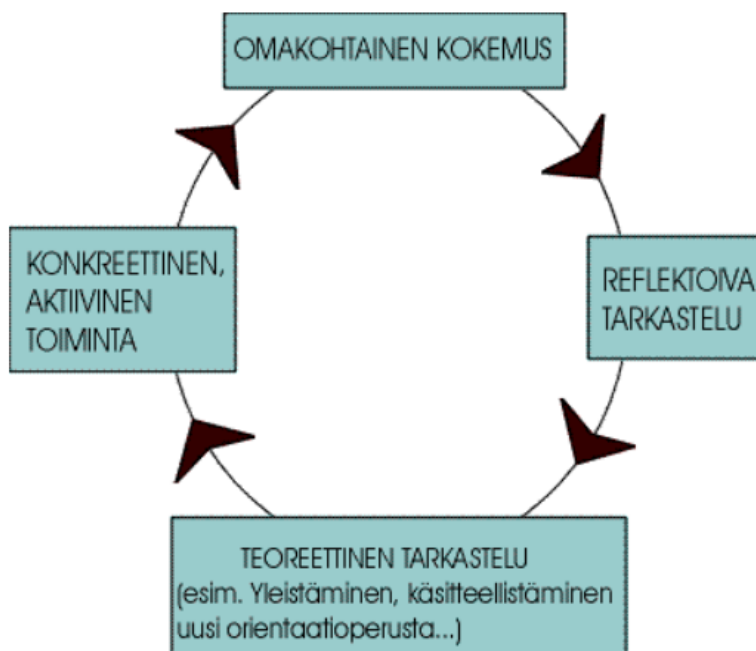 OMAKOHTAINEN KOKEMUS
KONKREETTINEN,
AKTIIVINEN
TOIMINTA
REFLEKTOIVA
TARKASTELU
TEOREETTINEN TARKASTELU
(esim. Yleistäminen, käsitteellistäminen
uusi orientaatioperusta...)